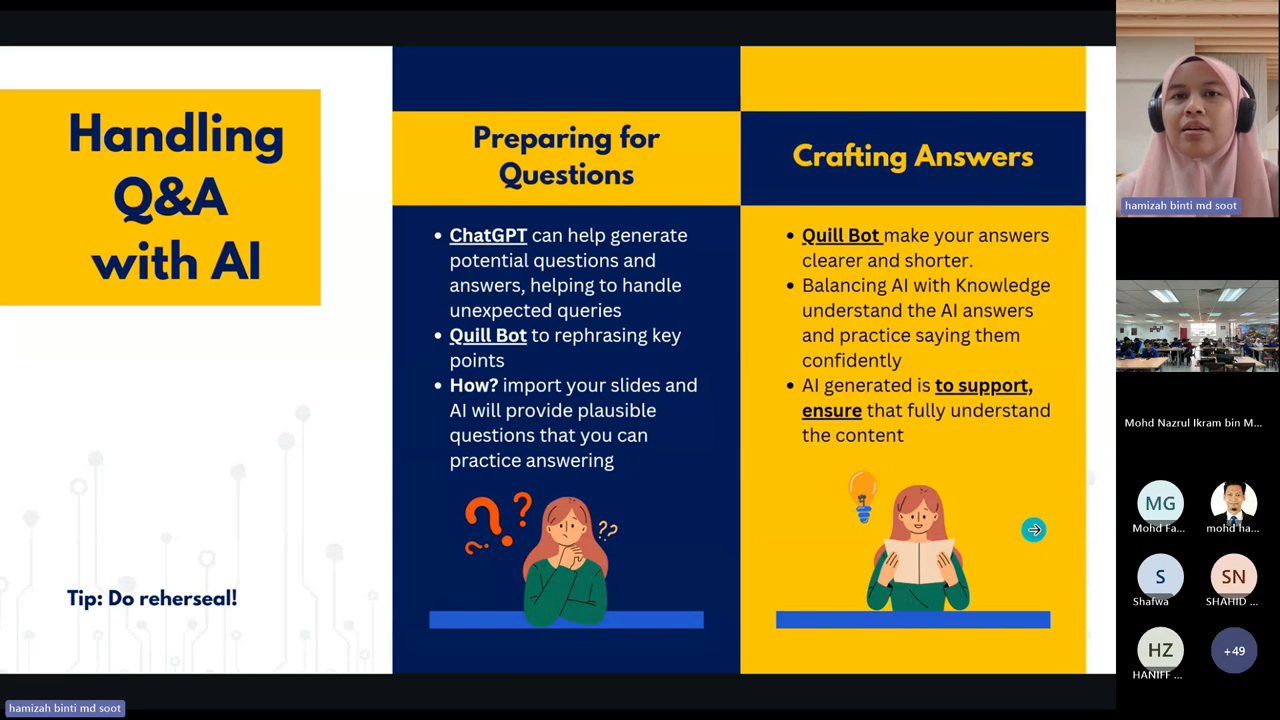 Handling
Q&A
with AI
Tip: Do reherseal!
Preparing for
Questions
• ChatGPT can help generate
potential questions and
answers, helping to handle
unexpected queries
• Quill Bot to rephrasing key
points
• How? import your slides and
AI will provide plausible
questions that you can
practice answering
Crafting Answers
• Quill Bot make your answers
clearer and shorter.
• Balancing AI with Knowledge
understand the AI answers
and practice saying them
confidently
• AI generated is to support,
ensure that fully understand
the content
hamizah binti md soot
Mohd Nazrul Ikram bin M...
MG
Mohd Fa...
mohd ha...
S
Shafwa
SN
SHAHID ...
HZ
HANIFF ...
+49
hamizah binti md soot